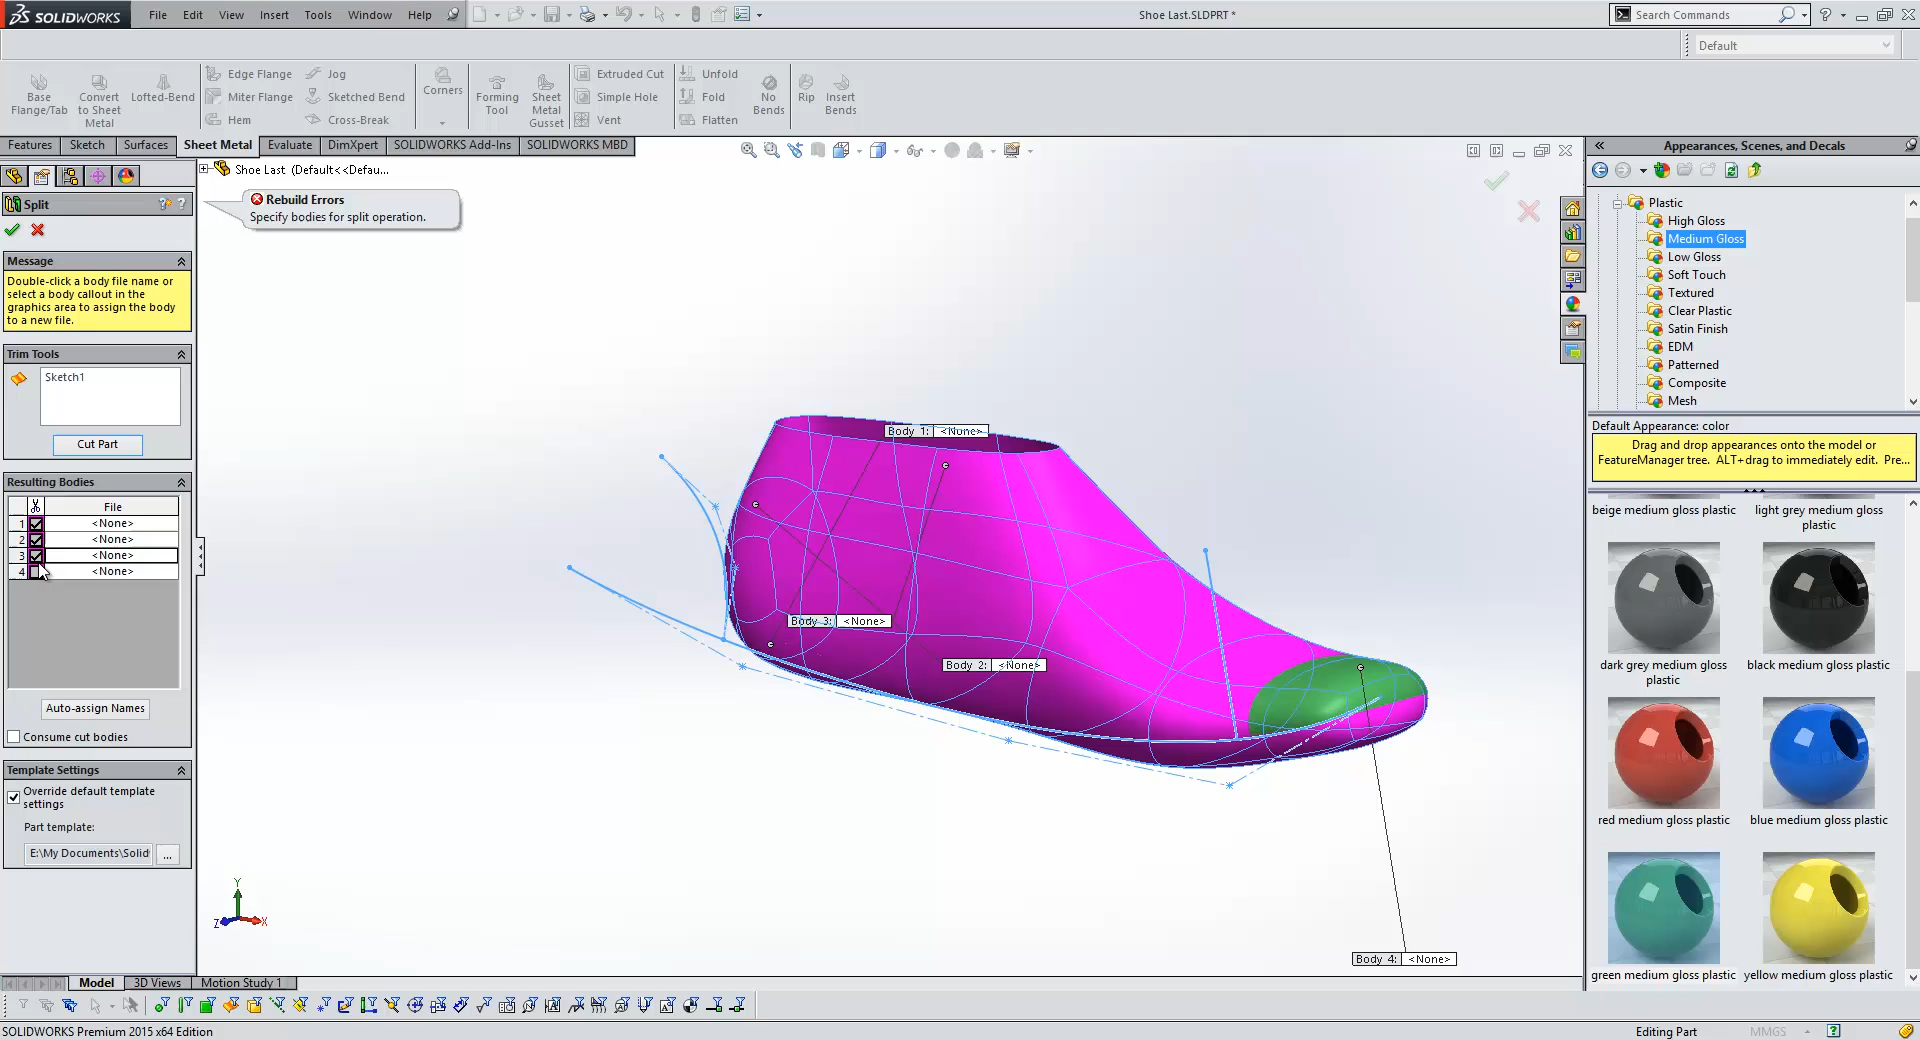 SOLIDWORKS
File Edit View Insert Tools Window Help
Shoe Last.SLDPRT *
Search Commands
Default
Base Flange/Tab
Convert to Sheet Metal
Lofted-Bend
Edge Flange
Miter Flange
Hem
Jog
Sketched Bend
Cross-Break
Corners
Forming Tool
Sheet Metal Gusset
Extruded Cut
Simple Hole
Vent
Unfold
Fold
Flatten
No Bends
Rip
Insert Bends
Features Sketch Surfaces Sheet Metal Evaluate DimXpert SOLIDWORKS Add-Ins SOLIDWORKS MBD
Shoe Last (Default<<Defau...
Rebuild Errors
Specify bodies for split operation.
Split
Message
Double-click a body file name or
select a body callout in the
graphics area to assign the body
to a new file.
Trim Tools
Sketch1
Cut Part
Resulting Bodies
File
1 <None>
2 <None>
3 <None>
4 <None>
Auto-assign Names
Consume cut bodies
Template Settings
Override default template
settings
Part template:
E:\My Documents\Solid
...
Body 1: <None>
Body 3: <None>
Body 2: <None>
Body 4: <None>
Y
Z X
Appearances, Scenes, and Decals
Plastic
High Gloss
Medium Gloss
Low Gloss
Soft Touch
Textured
Clear Plastic
Satin Finish
EDM
Patterned
Composite
Mesh
Default Appearance: color
Drag and drop appearances onto the model or
FeatureManager tree. ALT+drag to immediately edit. Pre...
beige medium gloss plastic
light grey medium gloss
plastic
dark grey medium gloss
plastic
black medium gloss plastic
red medium gloss plastic
blue medium gloss plastic
green medium gloss plastic
yellow medium gloss plastic
Model 3D Views Motion Study 1
SOLIDWORKS Premium 2015 x64 Edition
Editing Part
MMGS